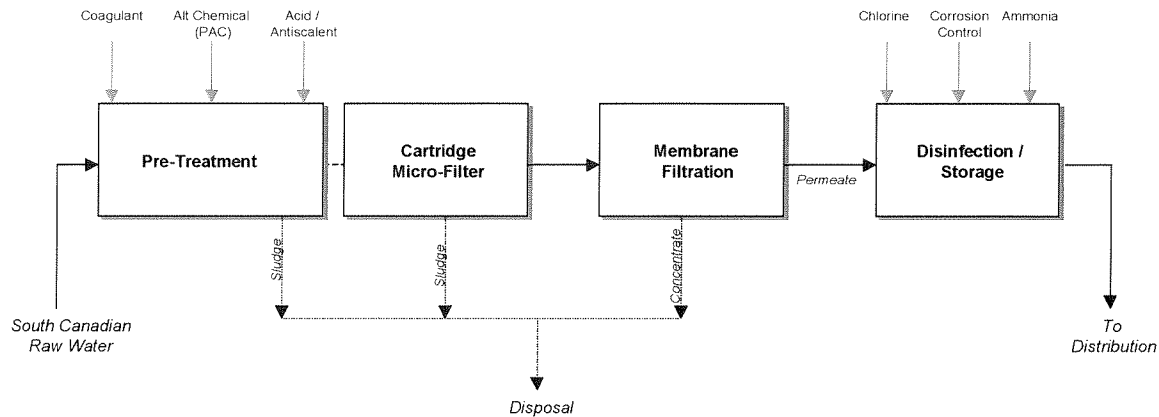 Coagulant
Alt Chemical
(PAC)
Acid /
Antiscalent
Chlorine
Corrosion
Control
Ammonia
Pre-Treatment
Cartridge
Micro-Filter
Membrane
Filtration
Permeate
Disinfection /
Storage
Sludge
Sludge
Concentrate
South Canadian
Raw Water
To
Distribution
Disposal